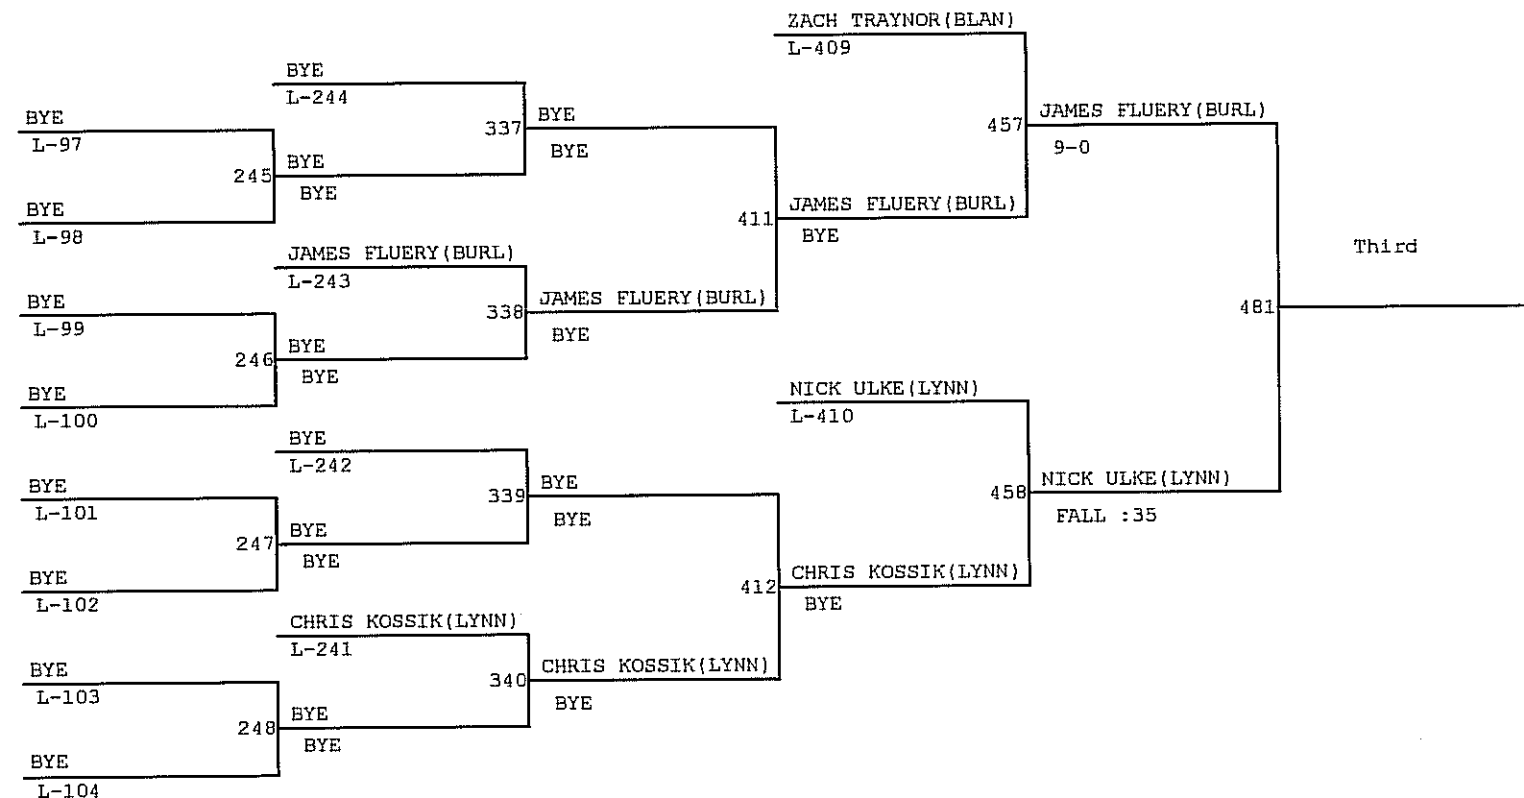 ZACH TRAYNOR(BLAN)
L-409
BYE
L-244
BYE
L-97
337
BYE
BYE
457
JAMES FLUERY(BURL)
9-0
245
BYE
BYE
BYE
L-98
411
JAMES FLUERY(BURL)
BYE
JAMES FLUERY(BURL)
L-243
Third
BYE
L-99
338
JAMES FLUERY(BURL)
BYE
481
246
BYE
BYE
BYE
L-100
NICK ULKE(LYNN)
L-410
BYE
L-242
BYE
L-101
339
BYE
BYE
458
NICK ULKE(LYNN)
FALL :35
247
BYE
BYE
BYE
L-102
412
CHRIS KOSSIK(LYNN)
BYE
CHRIS KOSSIK(LYNN)
L-241
BYE
L-103
340
CHRIS KOSSIK(LYNN)
BYE
248
BYE
BYE
BYE
L-104